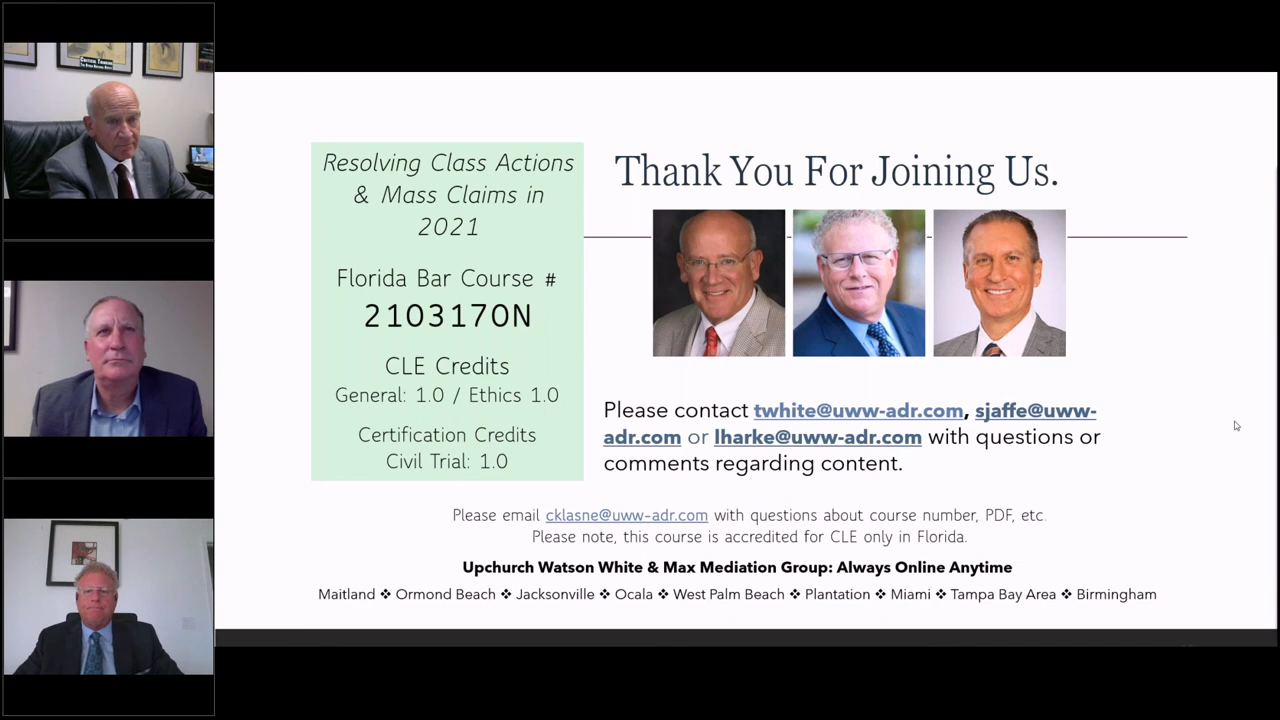 CRITICAL THINKING
Resolving Class Actions
& Mass Claims in
2021
Florida Bar Course #
2103170N
CLE Credits
General: 1.0 / Ethics 1.0
Certification Credits
Civil Trial: 1.0
Thank You For Joining Us.
Please contact twhite@uww-adr.com, sjaffe@uww-
adr.com or lharke@uww-adr.com with questions or
comments regarding content.
Please email cklasne@uww-adr.com with questions about course number, PDF, etc.
Please note, this course is accredited for CLE only in Florida.
Upchurch Watson White & Max Mediation Group: Always Online Anytime
Maitland ❖ Ormond Beach ❖ Jacksonville ❖ Ocala ❖ West Palm Beach ❖ Plantation ❖ Miami ❖ Tampa Bay Area ❖ Birmingham